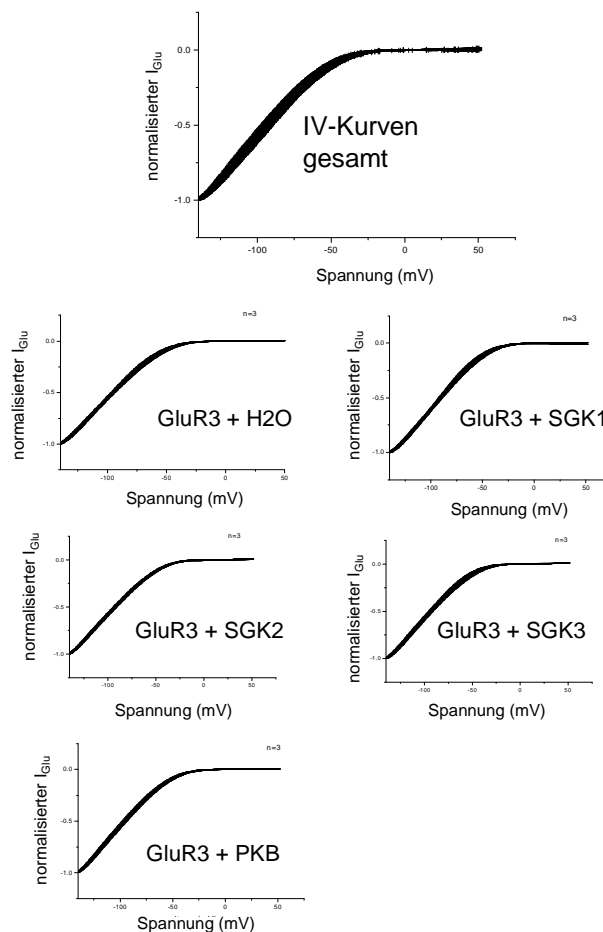 normalisierter I_Glu
0.0
-0.5
-1.0
IV-Kurven
gesamt
-100 -50 0 50
Spannung (mV)
n=3
normalisierter I_Glu
0.0
-0.5
-1.0
GluR3 + H2O
-100 -50 0 50
Spannung (mV)
n=3
normalisierter I_Glu
0.0
-0.5
-1.0
GluR3 + SGK1
-100 -50 0 50
Spannung (mV)
n=3
normalisierter I_Glu
0.0
-0.5
-1.0
GluR3 + SGK2
-100 -50 0 50
Spannung (mV)
n=3
normalisierter I_Glu
0.0
-0.5
-1.0
GluR3 + SGK3
-100 -50 0 50
Spannung (mV)
n=3
normalisierter I_Glu
0.0
-0.5
-1.0
GluR3 + PKB
-100 -50 0 50
Spannung (mV)